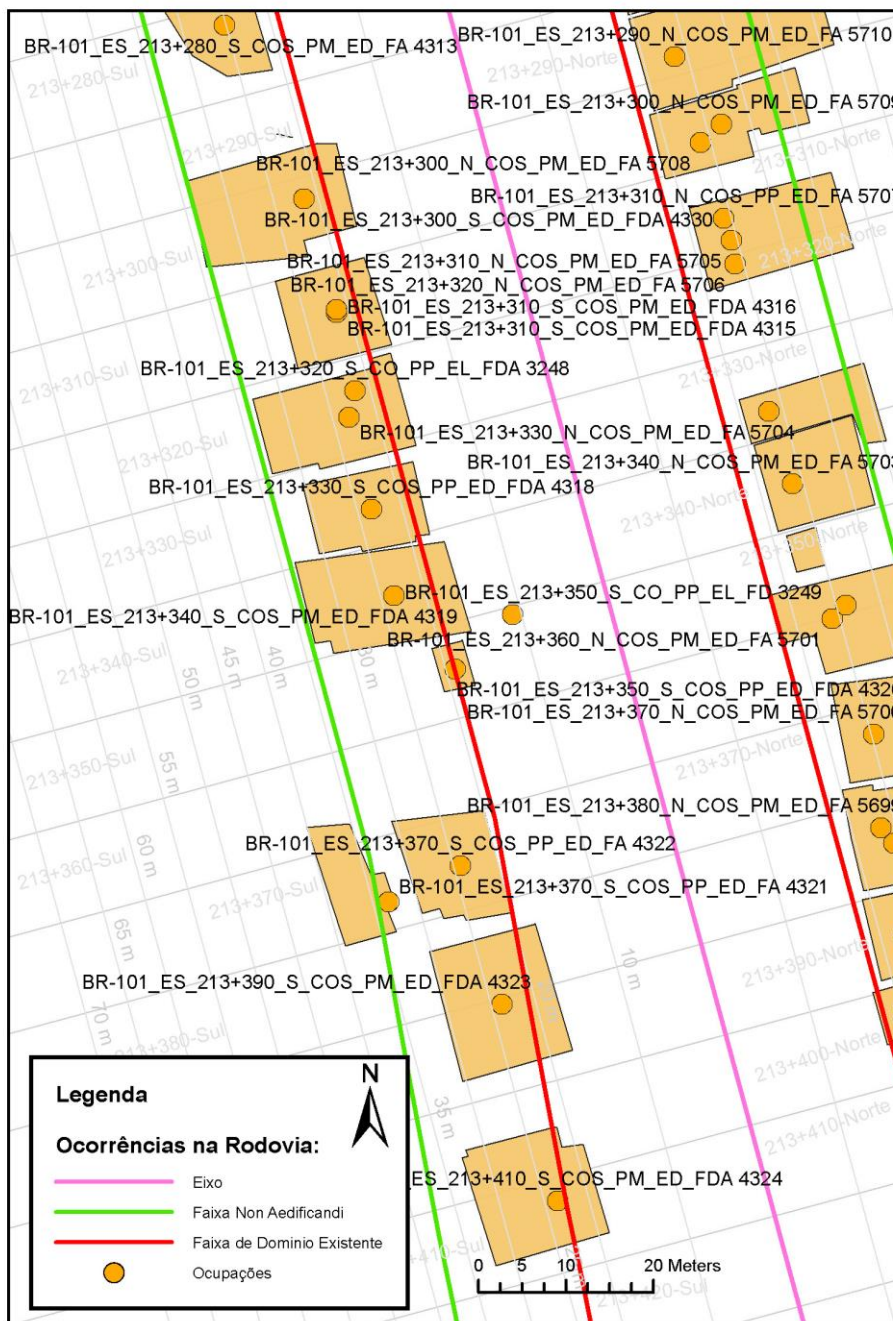 BR-101_ES_213+280_S_COS_PM_ED_FA 4313
BR-101_ES_213+290_N_COS_PM_ED_FA 5710
213+280-Sul
213+290-Norte
BR-101_ES_213+300_N_COS_PM_ED_FA 5709
213+290-Sul
213+310-Norte
BR-101_ES_213+300_N_COS_PM_ED_FA 5708
BR-101_ES_213+310_N_COS_PP_ED_FA 5707
BR-101_ES_213+300_S_COS_PM_ED_FDA 4330
213+300-Sul
213+320-Norte
BR-101_ES_213+310_N_COS_PM_ED_FA 5705
BR-101_ES_213+320_N_COS_PM_ED_FA 5706
BR-101_ES_213+310_S_COS_PM_ED_FDA 4316
BR-101_ES_213+310_S_COS_PM_ED_FDA 4315
213+310-Sul
213+330-Norte
BR-101_ES_213+320_S_CO_PP_EL_FDA 3248
213+320-Sul
BR-101_ES_213+330_N_COS_PM_ED_FA 5704
BR-101_ES_213+340_N_COS_PM_ED_FA 5703
BR-101_ES_213+330_S_COS_PP_ED_FDA 4318
213+340-Norte
213+330-Sul
213+350-Norte
BR-101_ES_213+350_S_CO_PP_EL_FD 3249
BR-101_ES_213+340_S_COS_PM_ED_FDA 4319
BR-101_ES_213+360_N_COS_PM_ED_FA 5701
213+340-Sul
45 m
40 m
30 m
50 m
BR-101_ES_213+350_S_COS_PP_ED_FDA 4320
BR-101_ES_213+370_N_COS_PM_ED_FA 5700
213+370-Norte
213+350-Sul
55 m
BR-101_ES_213+380_N_COS_PM_ED_FA 5699
60 m
BR-101_ES_213+370_S_COS_PP_ED_FA 4322
213+360-Sul
213+370-Sul
BR-101_ES_213+370_S_COS_PP_ED_FA 4321
65 m
10 m
213+390-Norte
BR-101_ES_213+390_S_COS_PM_ED_FDA 4323
70 m
213+380-Sul
213+400-Norte
35 m
213+410-Norte
ES_213+410_S_COS_PM_ED_FDA 4324
+410-Sul
213+420-Sul
N
Legenda
Ocorrências na Rodovia:
Eixo
Faixa Non Aedificandi
Faixa de Dominio Existente
Ocupações
0 5 10 20 Meters